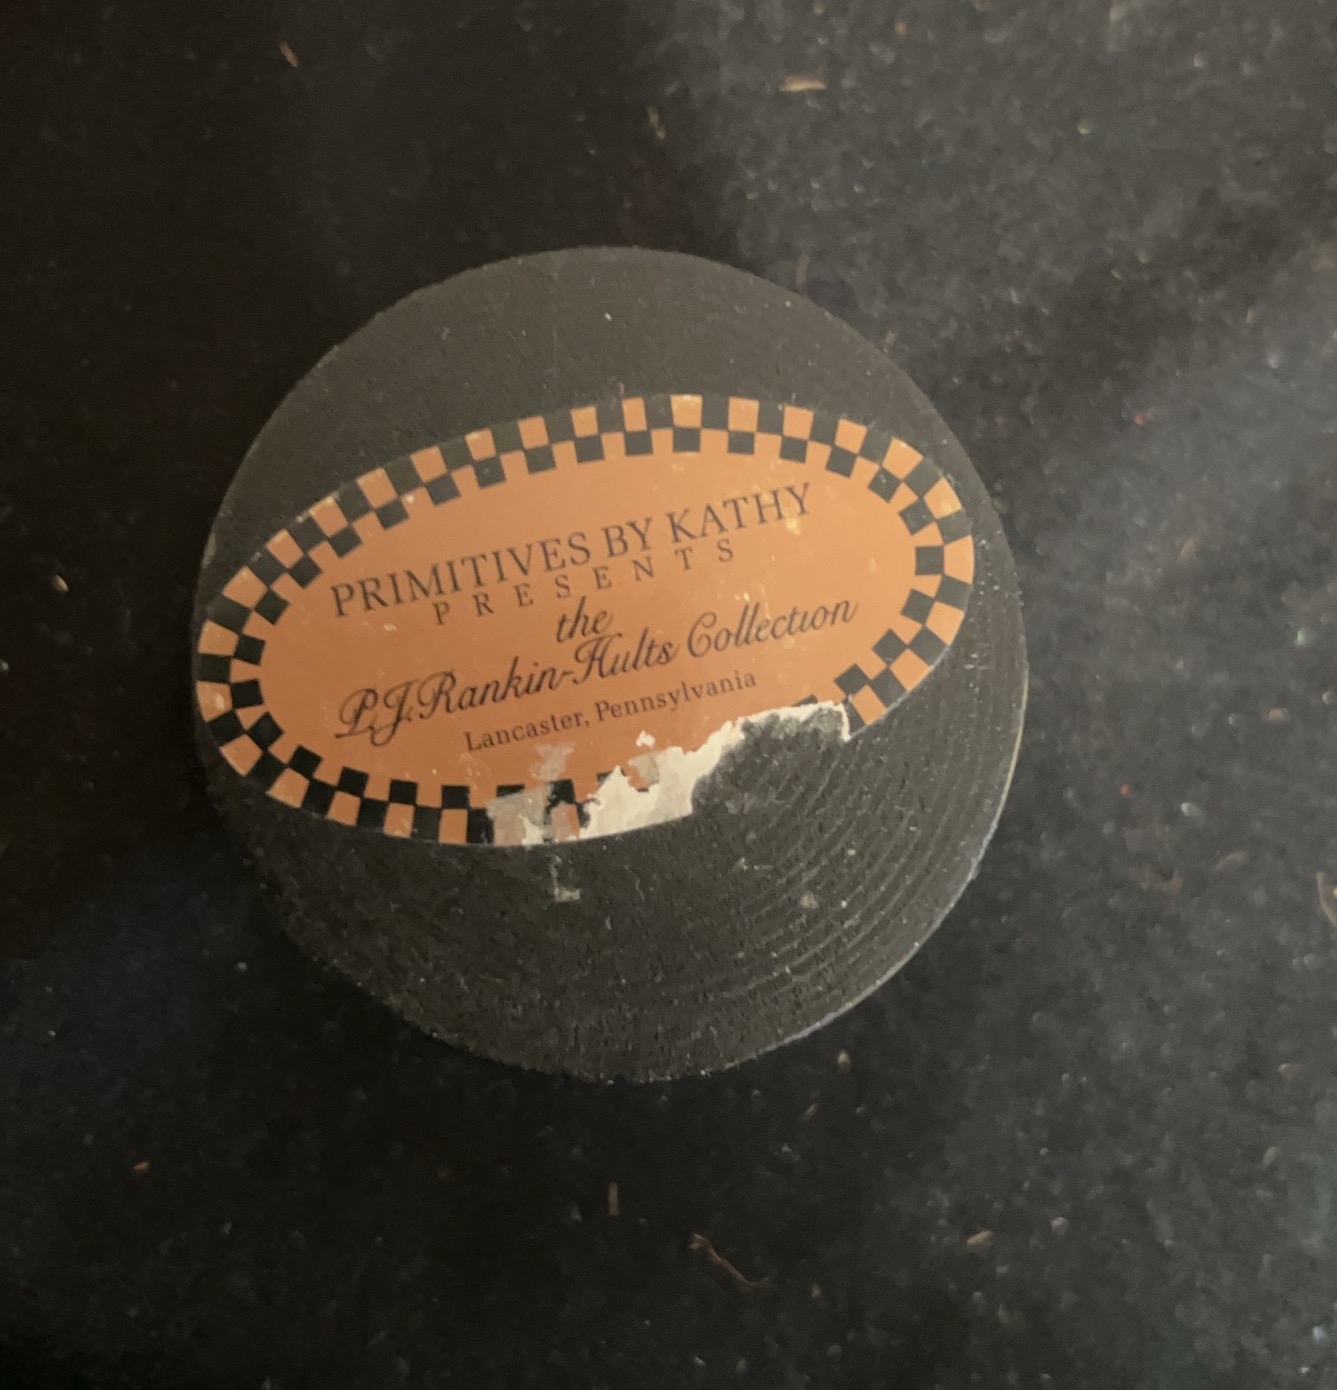 PRIMITIVES BY KATHY
PRESENTS
the
P.J. Rankin-Hults Collection
Lancaster, Pennsylvania